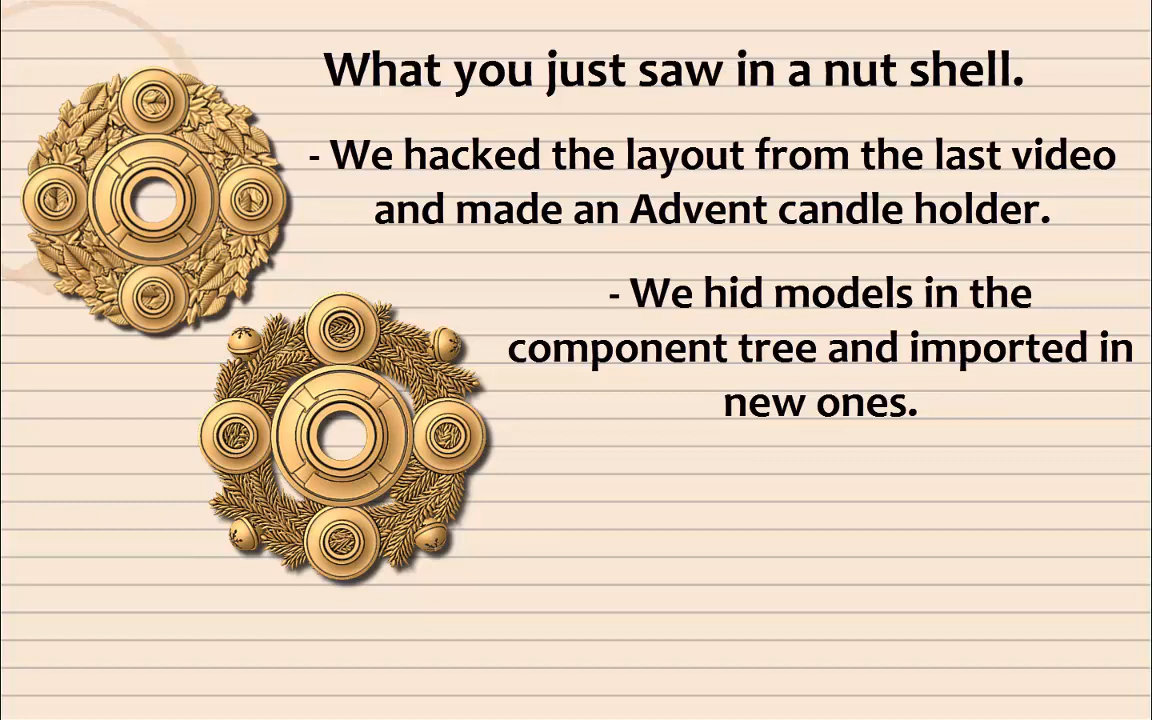 What you just saw in a nut shell.
- We hacked the layout from the last video
and made an Advent candle holder.
- We hid models in the
component tree and imported in
new ones.